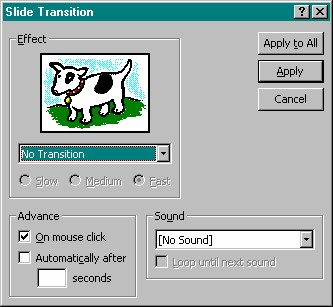 Slide Transition
Effect
Apply to All
Apply
Cancel
No Transition
Slow Medium Fast
Advance
On mouse click
Automatically after
seconds
Sound
[No Sound]
Loop until next sound